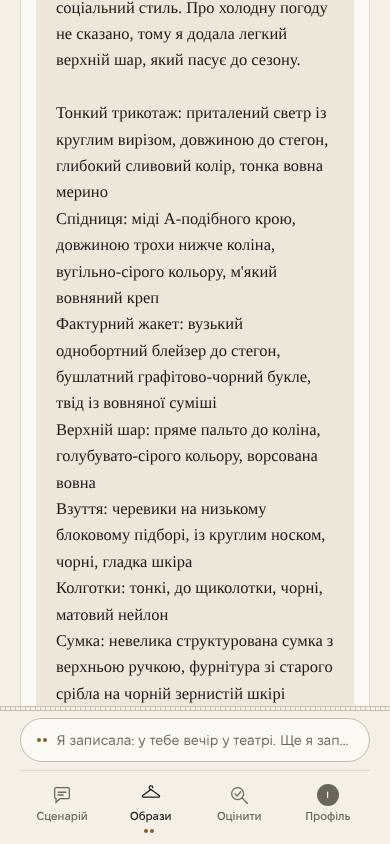 соціальний стиль. Про холодну погоду
не сказано, тому я додала легкий
верхній шар, який пасує до сезону.
Тонкий трикотаж: приталений светр із
круглим вирізом, довжиною до стегон,
глибокий сливовий колір, тонка вовна
мерино
Спідниця: міді А-подібного крою,
довжиною трохи нижче коліна,
вугільно-сірого кольору, м'який
вовняний креп
Фактурний жакет: вузький
однобортний блейзер до стегон,
бушлатний графітово-чорний букле,
твід із вовняної суміші
Верхній шар: пряме пальто до коліна,
голубувато-сірого кольору, ворсована
вовна
Взуття: черевики на низькому
блоковому підборі, із круглим носком,
чорні, гладка шкіра
Колготки: тонкі, до щиколотки, чорні,
матовий нейлон
Сумка: невелика структурована сумка з
верхньою ручкою, фурнітура зі старого
срібла на чорній зернистій шкірі
Я записала: у тебе вечір у театрі. Ще я зап...
Сценарій
Образи
Оцінити
І
Профіль